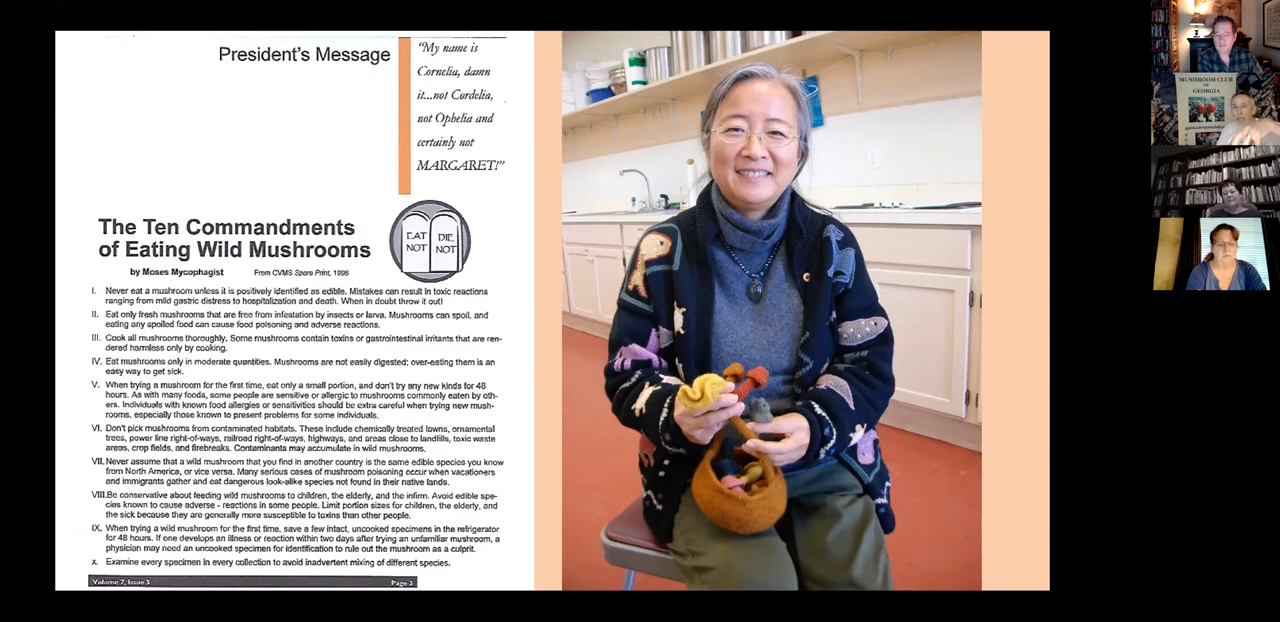 President's Message
"My name is
Cornelia, damn
it...not Cordelia,
not Ophelia and
certainly not
MARGARET!"
The Ten Commandments
of Eating Wild Mushrooms
EAT NOT
DIE NOT
by Moses Mycophagist From CVMS Spore Print, 1998
I. Never eat a mushroom unless it is positively identified as edible. Mistakes can result in toxic reactions
ranging from mild gastric distress to hospitalization and death. When in doubt throw it out!
II. Eat only fresh mushrooms that are free from infestation by insects or larva. Mushrooms can spoil, and
eating any spoiled food can cause food poisoning and adverse reactions.
III. Cook all mushrooms thoroughly. Some mushrooms contain toxins or gastrointestinal irritants that are ren-
dered harmless only by cooking.
IV. Eat mushrooms only in moderate quantities. Mushrooms are not easily digested; over-eating them is an
easy way to get sick.
V. When trying a mushroom for the first time, eat only a small portion, and don't try any new kinds for 48
hours. As with many foods, some people are sensitive or allergic to mushrooms commonly eaten by oth-
ers. Individuals with known food allergies or sensitivities should be extra careful when trying new mush-
rooms, especially those known to present problems for some individuals.
VI. Don't pick mushrooms from contaminated habitats. These include chemically treated lawns, ornamental
trees, power line right-of-ways, railroad right-of-ways, highways, and areas close to landfills, toxic waste
areas, crop fields, and firebreaks. Contaminants may accumulate in wild mushrooms.
VII. Never assume that a wild mushroom that you find in another country is the same edible species you know
from North America, or vice versa. Many serious cases of mushroom poisoning occur when vacationers
and immigrants gather and eat dangerous look-alike species not found in their native lands.
VIII. Be conservative about feeding wild mushrooms to children, the elderly, and the infirm. Avoid edible spe-
cies known to cause adverse - reactions in some people. Limit portion sizes for children, the elderly, and
the sick because they are generally more susceptible to toxins than other people.
IX. When trying a wild mushroom for the first time, save a few intact, uncooked specimens in the refrigerator
for 48 hours. If one develops an illness or reaction within two days after trying an unfamiliar mushroom, a
physician may need an uncooked specimen for identification to rule out the mushroom as a culprit.
x. Examine every specimen in every collection to avoid inadvertent mixing of different species.
Volume 7, Issue 3 Page 3
MUSHROOM CLUB
OF
GEORGIA